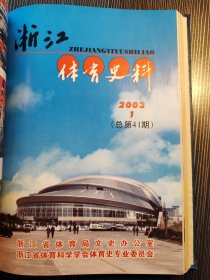 浙江
ZHEJIANGTIYUSHILIAO
体育史料
2003
1
(总第41期)
浙江省体育局文史办公室
浙江省体育科学学会体育史专业委员会